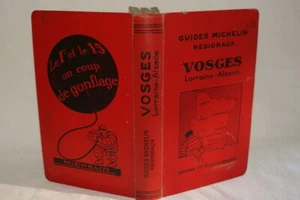 Le 1er et le 15
un coup
de gonflage
MICHELIN
VOSGES
Lorraine-Alsace
GUIDES MICHELIN
RÉGIONAUX
GUIDES MICHELIN
RÉGIONAUX
VOSGES
Lorraine-Alsace